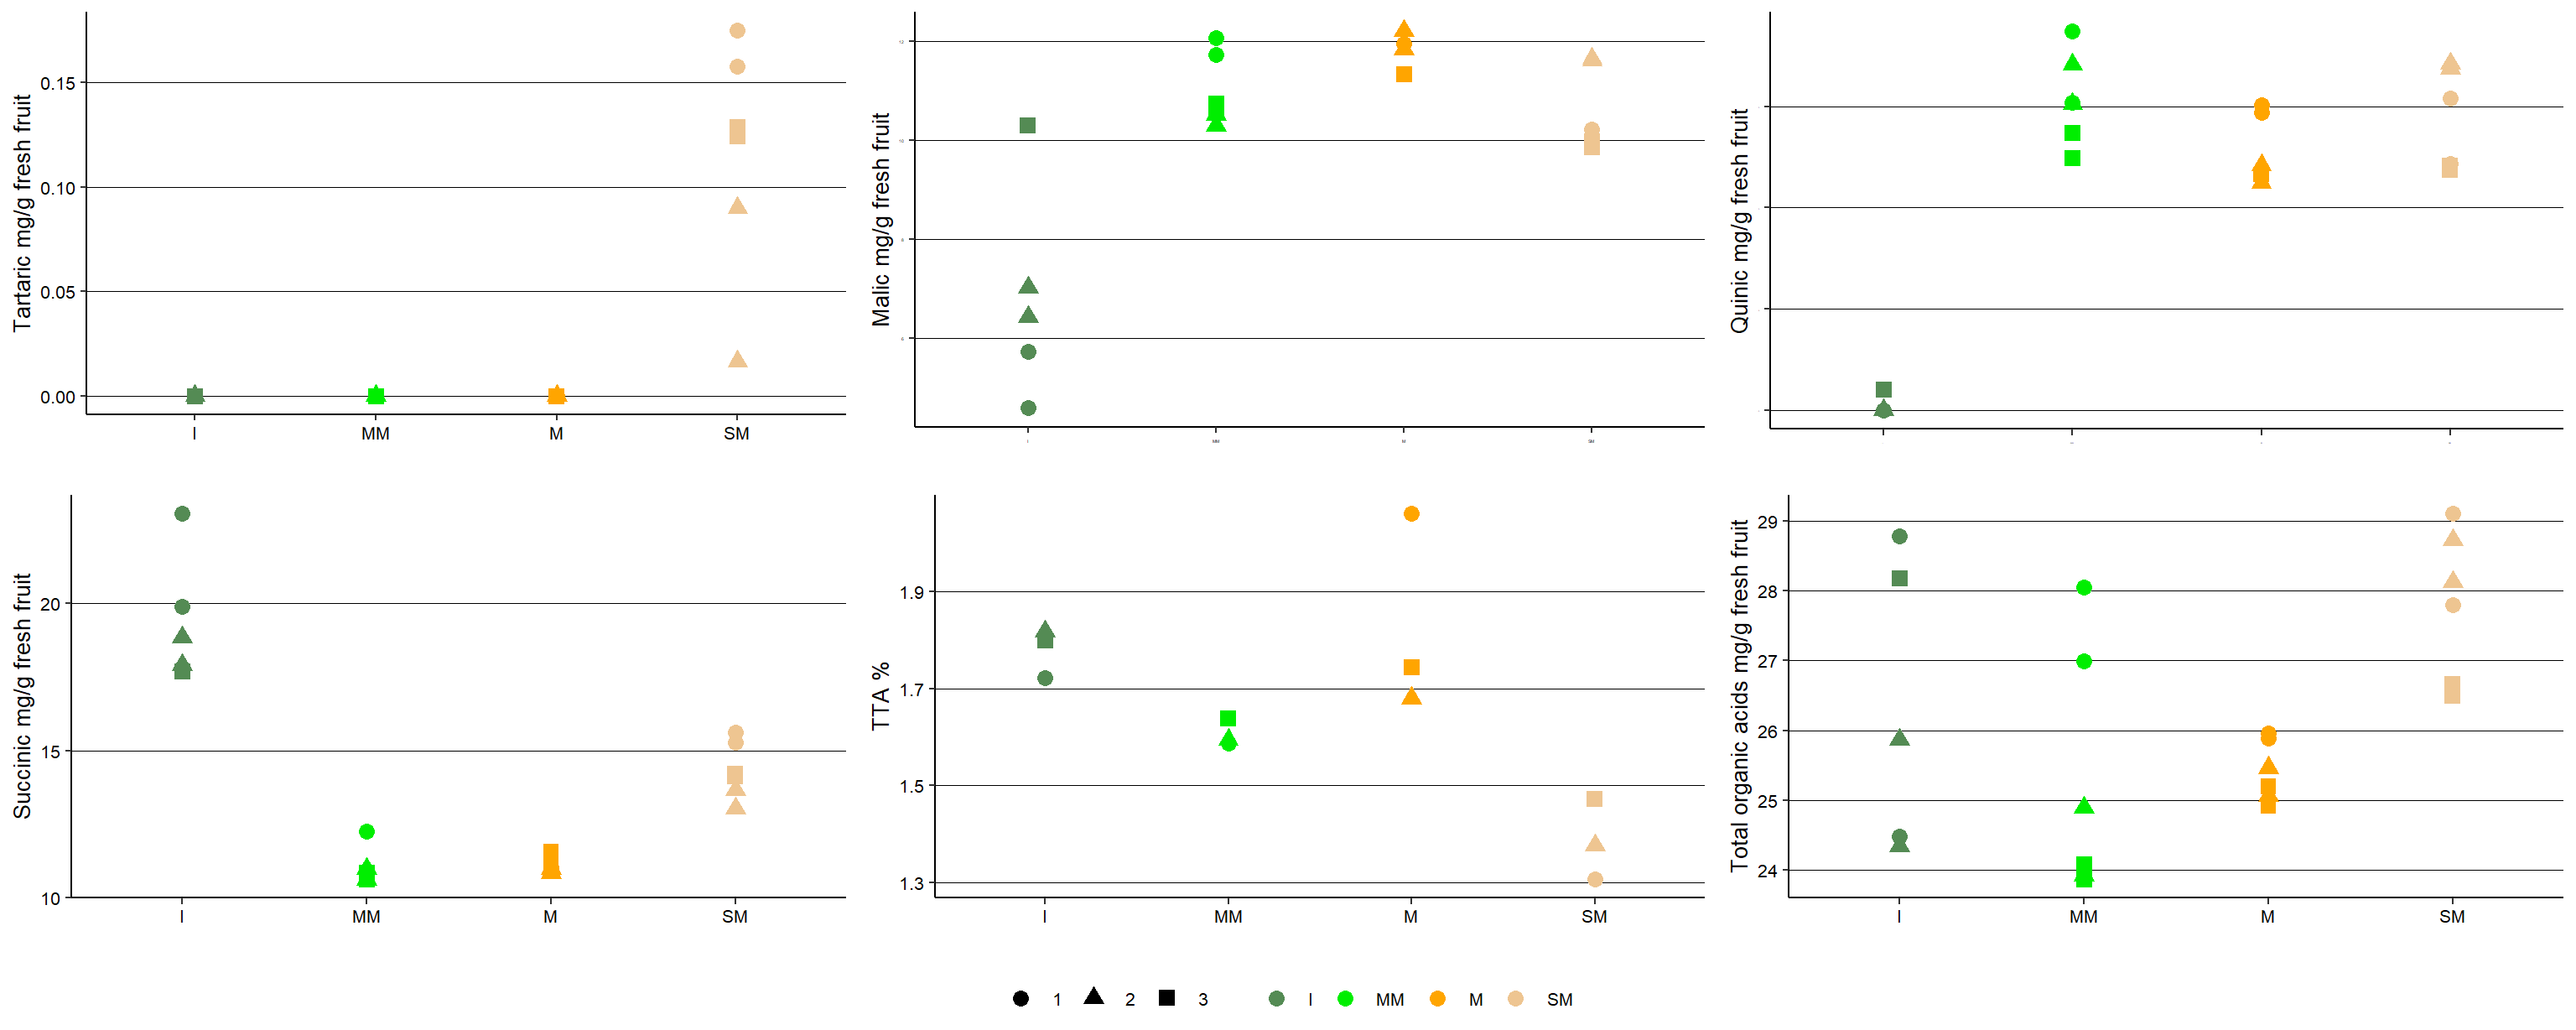 Tartaric mg/g fresh fruit
0.15
0.10
0.05
0.00
I MM M SM
Malic mg/g fresh fruit
I MM M SM
Quinic mg/g fresh fruit
Succinic mg/g fresh fruit
20
15
10
I MM M SM
TTA %
1.9
1.7
1.5
1.3
I MM M SM
Total organic acids mg/g fresh fruit
29
28
27
26
25
24
I MM M SM
1 2 3 I MM M SM